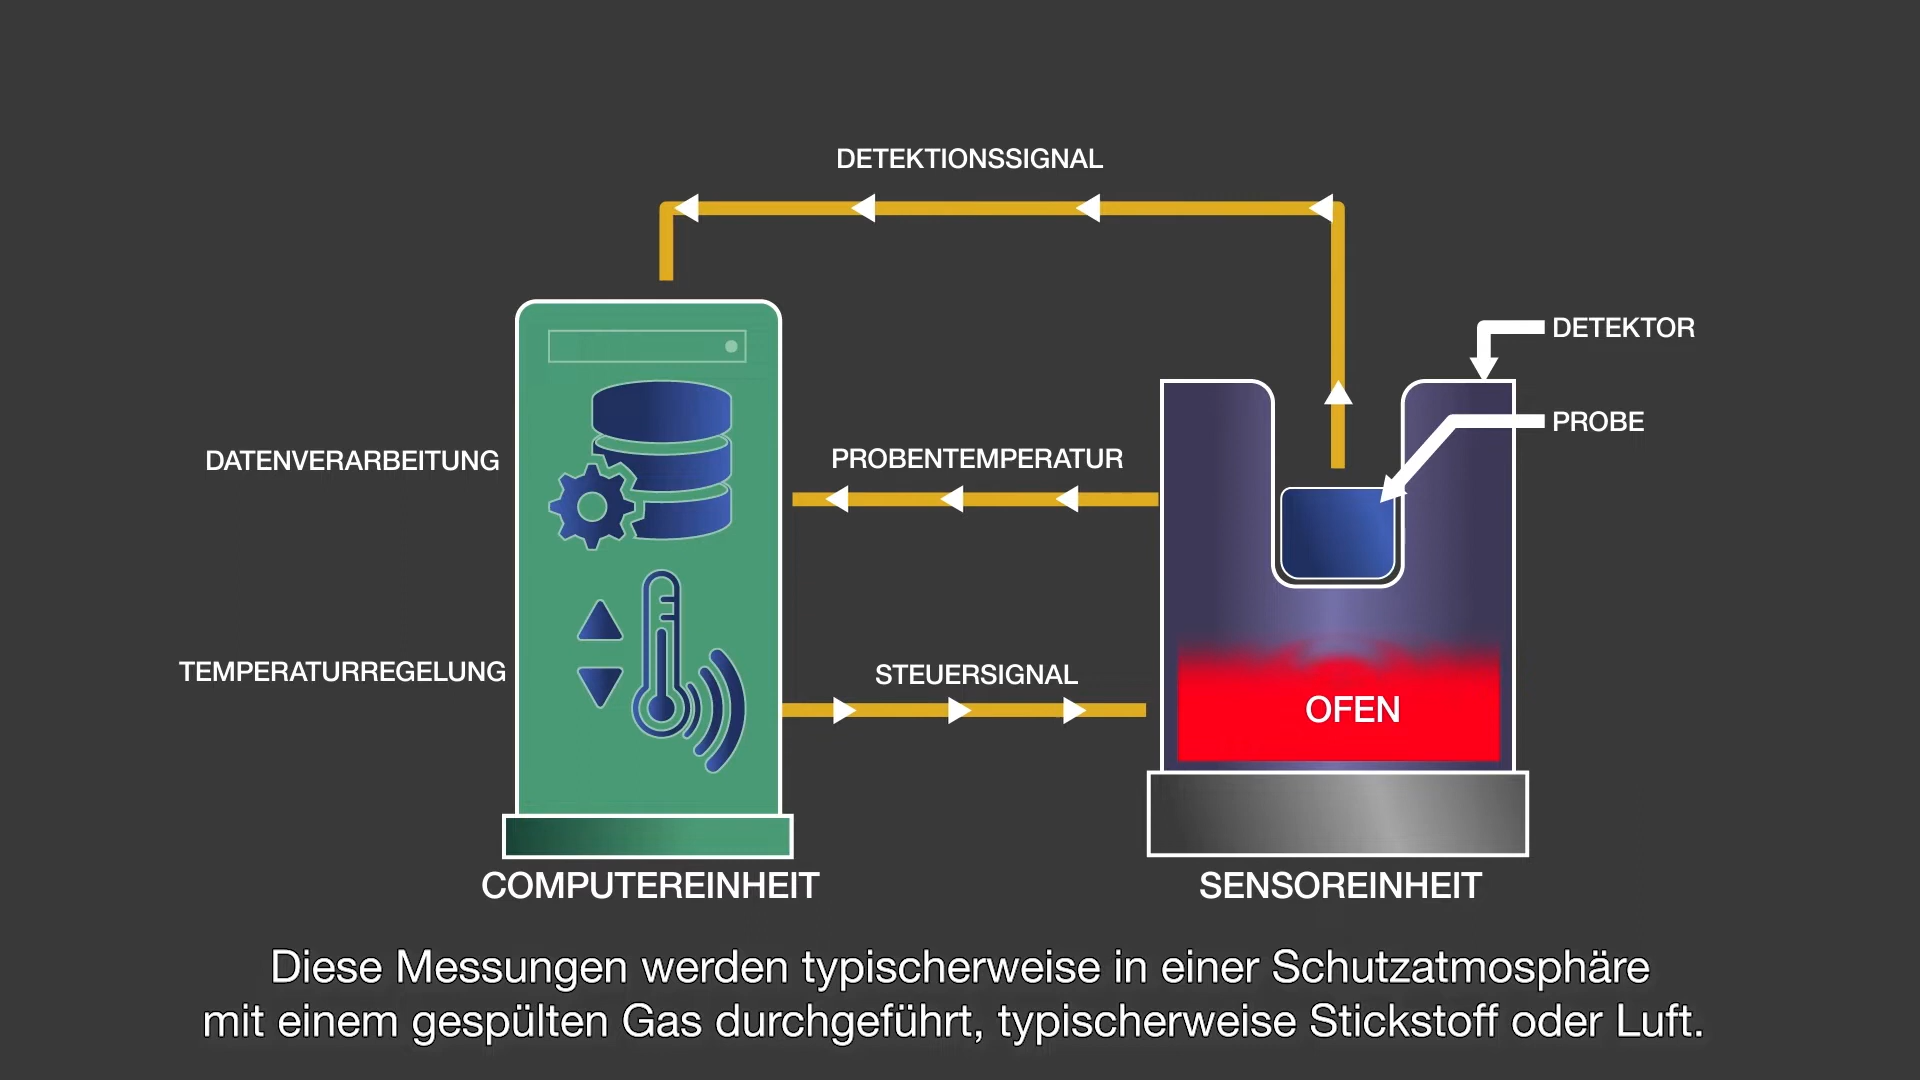 DETEKTIONSSIGNAL
DETEKTOR
PROBE
DATENVERARBEITUNG
PROBENTEMPERATUR
TEMPERATURREGELUNG
STEUERSIGNAL
OFEN
COMPUTEREINHEIT
SENSOREINHEIT
Diese Messungen werden typischerweise in einer Schutzatmosphäre
mit einem gespülten Gas durchgeführt, typischerweise Stickstoff oder Luft.